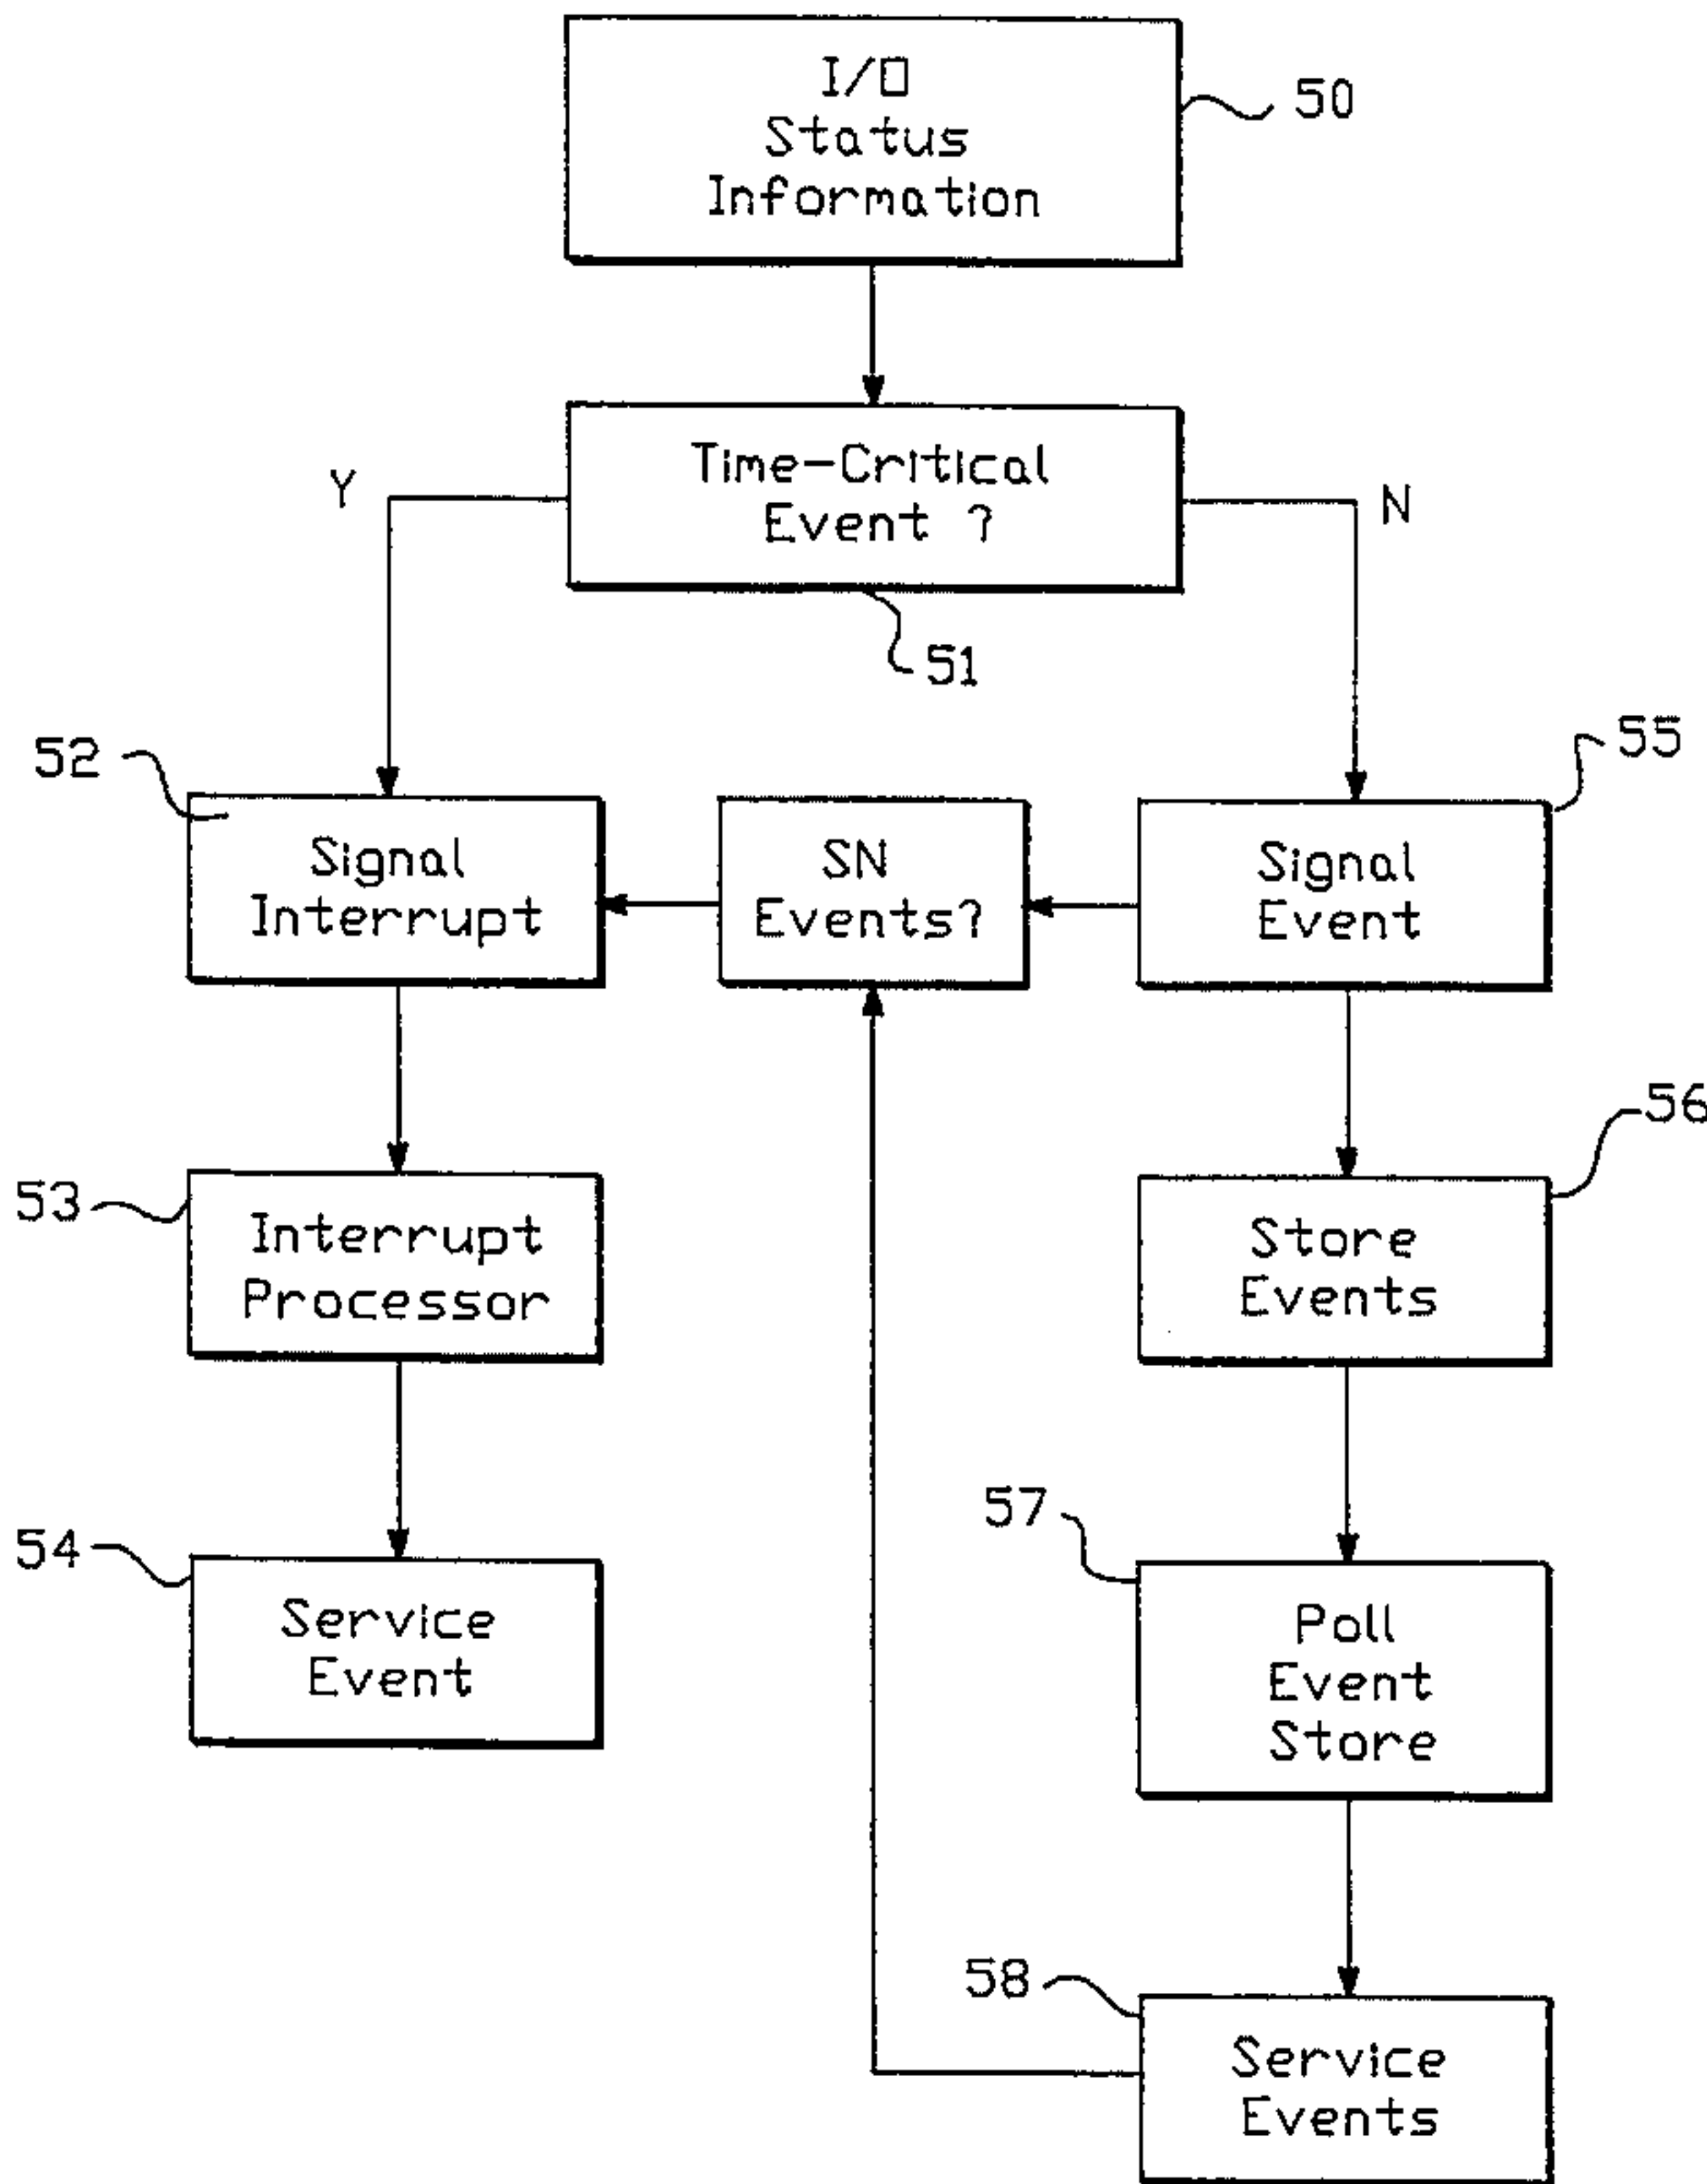 I/O
Status
Information
50
Time-Critical
Event ?
Y
N
51
52
Signal
Interrupt
SN
Events?
Signal
Event
55
53
Interrupt
Processor
Store
Events
56
54
Service
Event
57
Poll
Event
Store
58
Service
Events